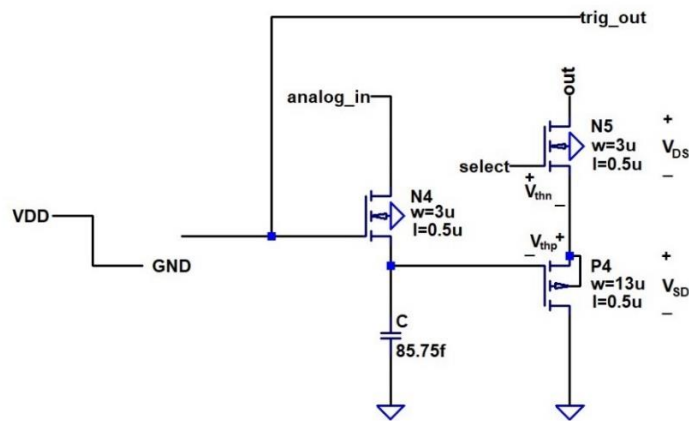 trig_out
analog_in
out
N5
w=3u
l=0.5u
+
V_DS
–
select
+
V_thn
–
N4
w=3u
l=0.5u
VDD
GND
V_thp
+
–
P4
w=13u
l=0.5u
+
V_SD
–
C
85.75f